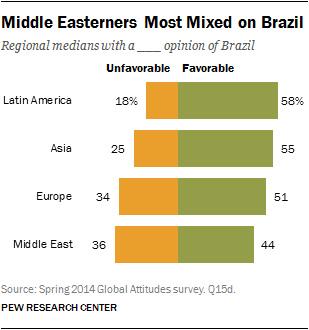 Middle Easterners Most Mixed on Brazil
Regional medians with a ___ opinion of Brazil
Unfavorable Favorable
Latin America 18% 58%
Asia 25 55
Europe 34 51
Middle East 36 44
Source: Spring 2014 Global Attitudes survey. Q15d.
PEW RESEARCH CENTER